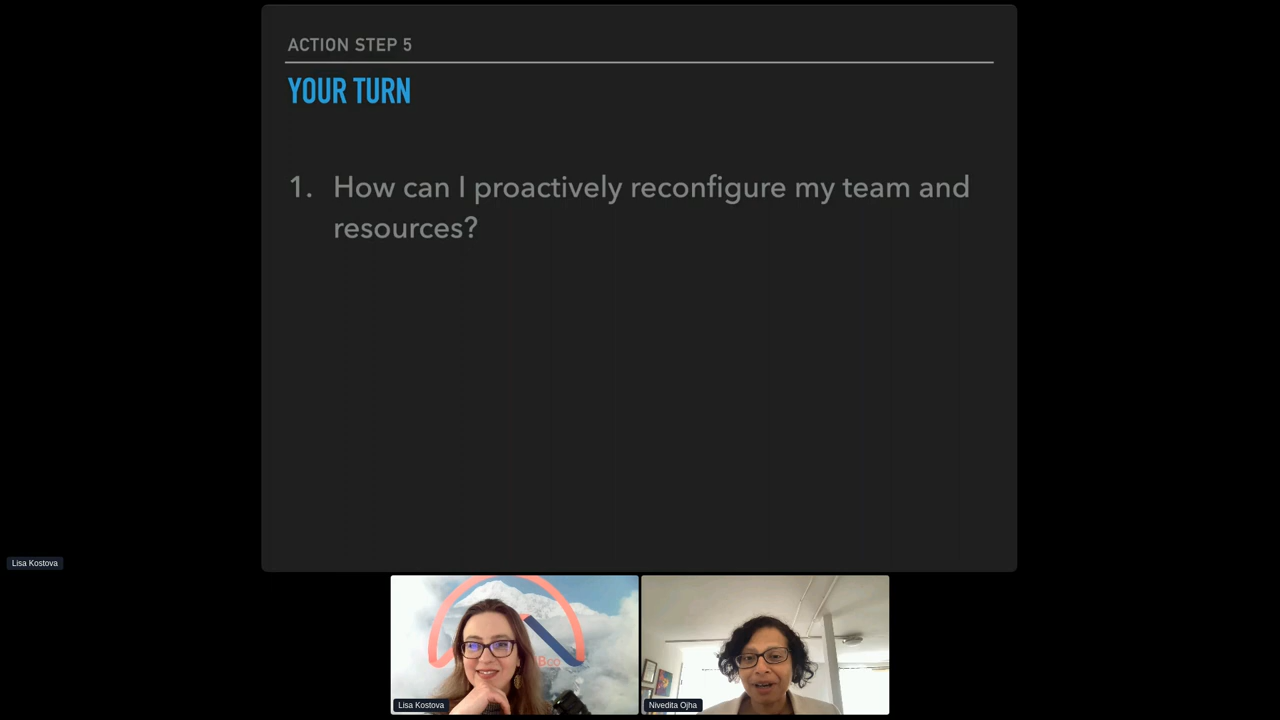 ACTION STEP 5
YOUR TURN
1. How can I proactively reconfigure my team and
resources?
Lisa Kostova
Boo
Lisa Kostova
Nivedita Ojha